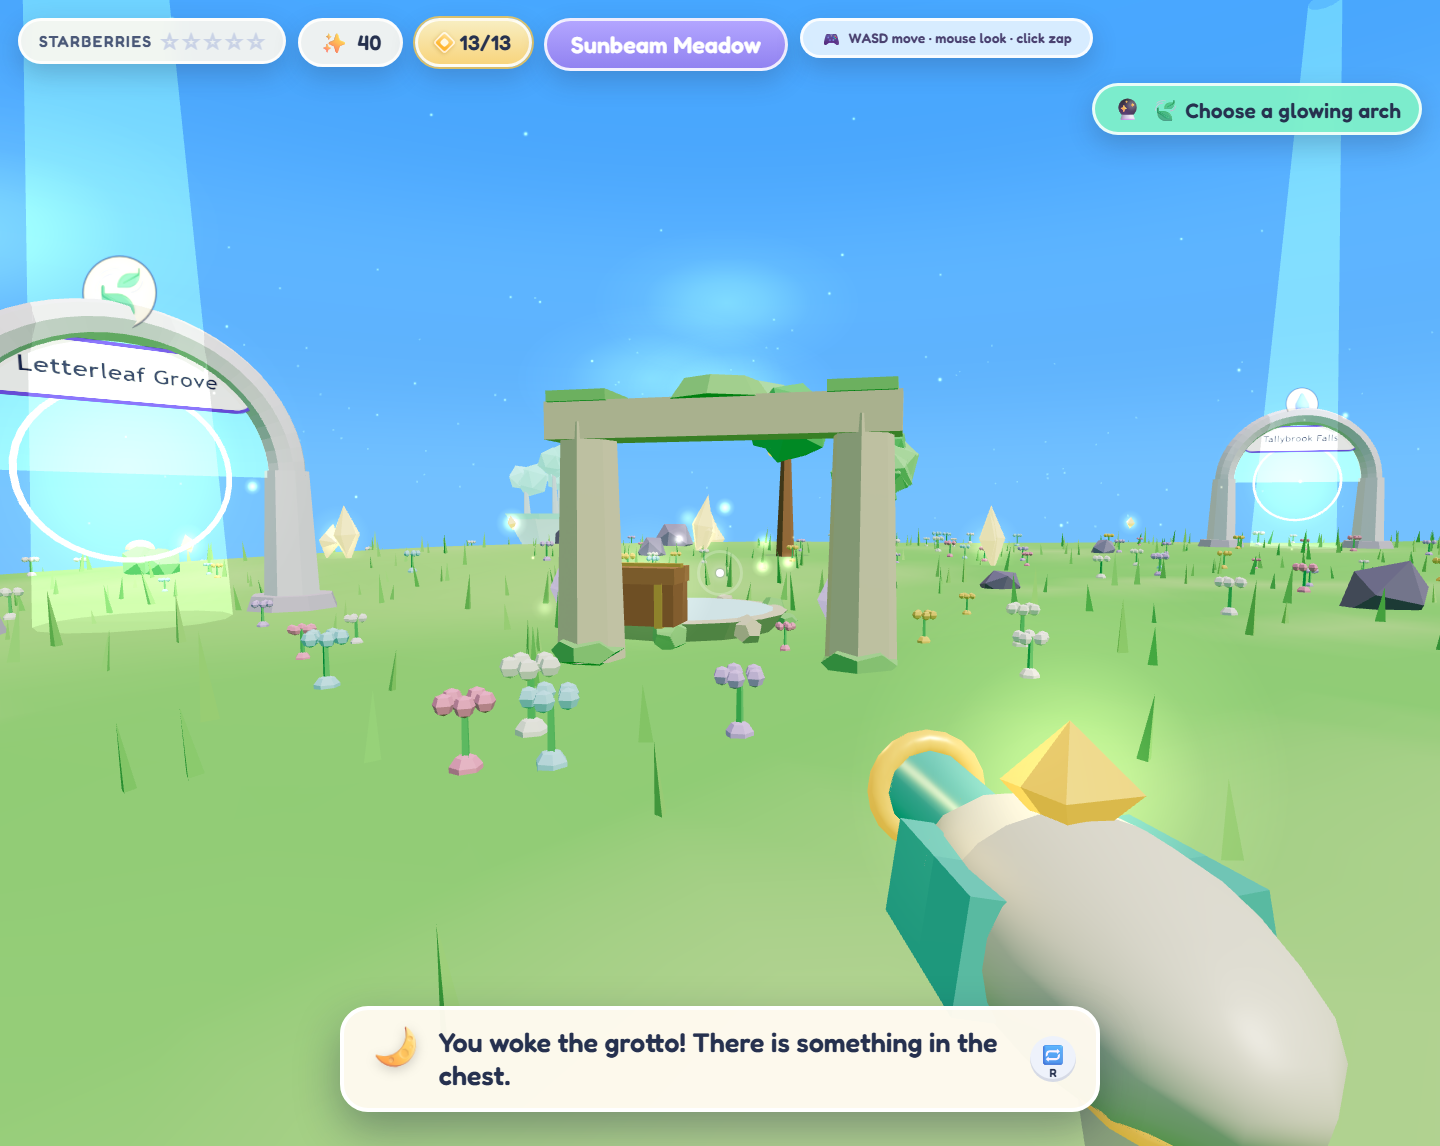 STARBERRIES
40
13/13
Sunbeam Meadow
WASD move · mouse look · click zap
Choose a glowing arch
Letterleaf Grove
Tallybrook Falls
You woke the grotto! There is something in the
chest.
R